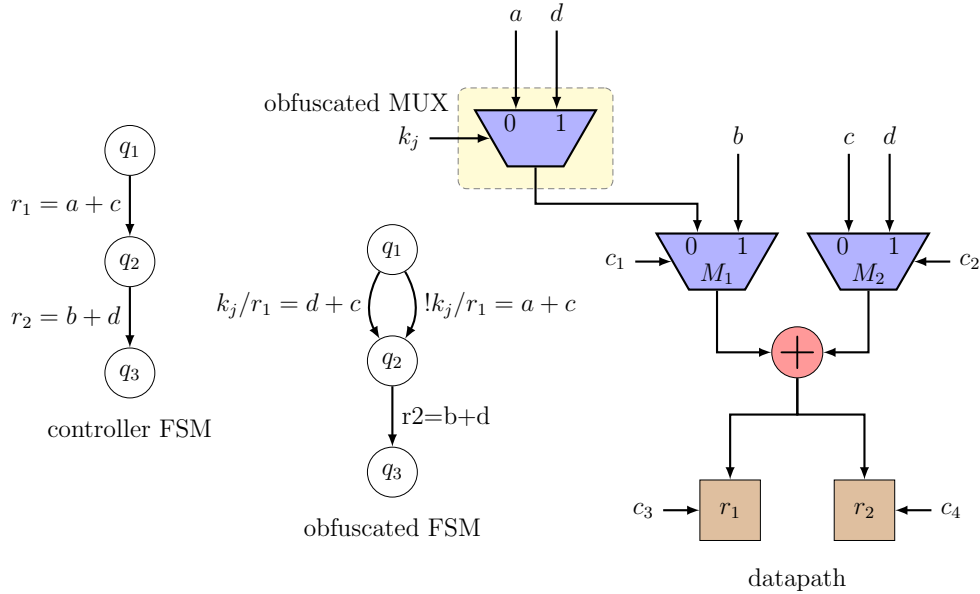 a d
obfuscated MUX
0 1
k_j
q_1
r_1 = a + c
q_2
r_2 = b + d
q_3
controller FSM
q_1
k_j/r_1 = d + c
!k_j/r_1 = a + c
q_2
r2=b+d
q_3
obfuscated FSM
b
c d
0 1
M_1
c_1
0 1
M_2
c_2
+
c_3
r_1
r_2
c_4
datapath